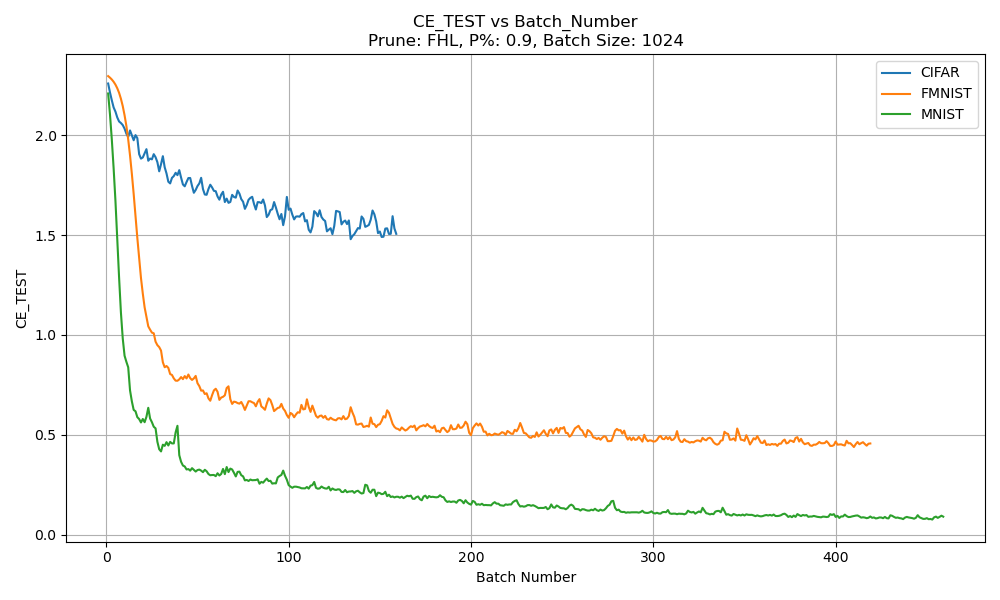 CE_TEST vs Batch_Number
Prune: FHL, P%: 0.9, Batch Size: 1024
CIFAR
FMNIST
MNIST
2.0
1.5
1.0
0.5
0.0
CE_TEST
0 100 200 300 400
Batch Number